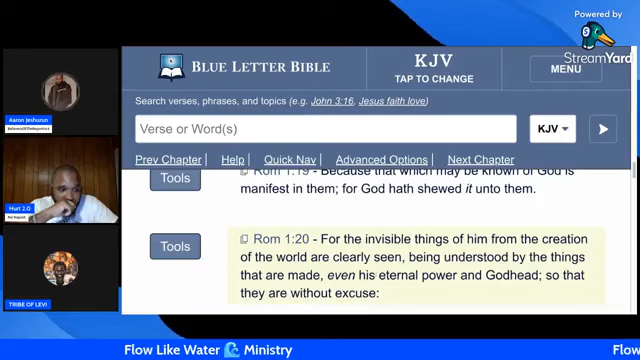 Powered by
StreamYard
BLUE LETTER BIBLE
KJV
TAP TO CHANGE
MENU
Search verses, phrases, and topics (e.g. John 3:16, Jesus faith love)
Verse or Word(s)
KJV
Prev Chapter | Help | Quick Nav | Advanced Options | Next Chapter
Tools
Rom 1:19 - Because that which may be known of God is
manifest in them; for God hath shewed it unto them.
Tools
Rom 1:20 - For the invisible things of him from the creation
of the world are clearly seen, being understood by the things
that are made, even his eternal power and Godhead; so that
they are without excuse:
Aaron Jeshurun
Hurt 2.0
TRIBE OF LEVI
Flow Like Water Ministry
Flow